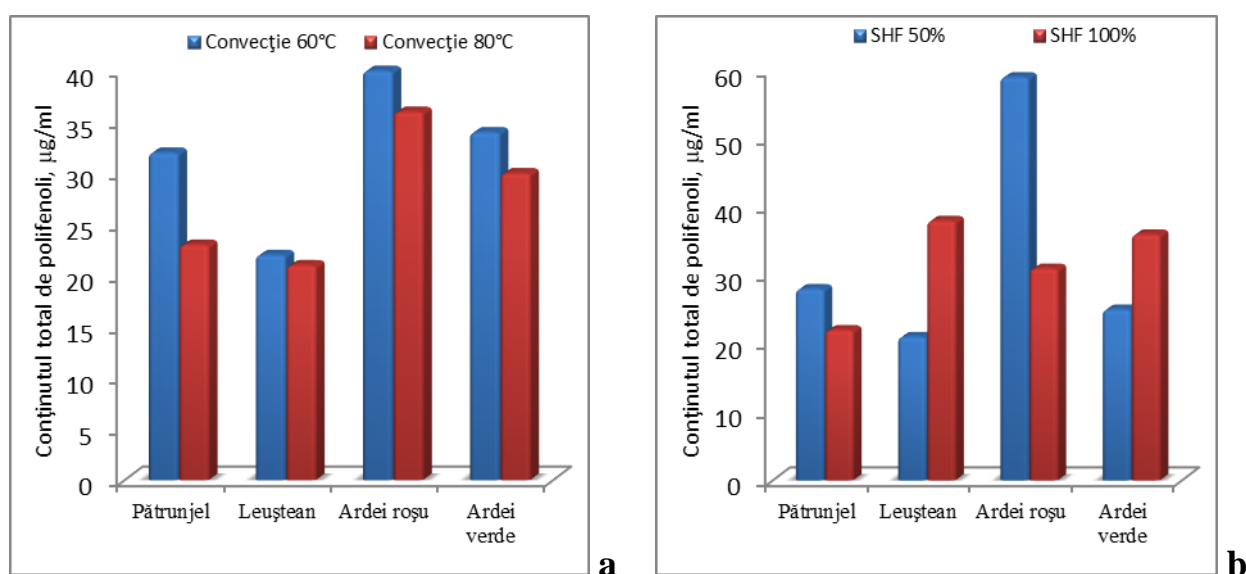 Convecţie 60°C Convecţie 80°C
Conţinutul total de polifenoli, µg/ml
40
35
30
25
20
15
10
5
0
Pătrunjel Leuştean Ardei roşu Ardei verde
a
SHF 50% SHF 100%
Conţinutul total de polifenoli, µg/ml
60
50
40
30
20
10
0
Pătrunjel Leuştean Ardei roşu Ardei verde
b